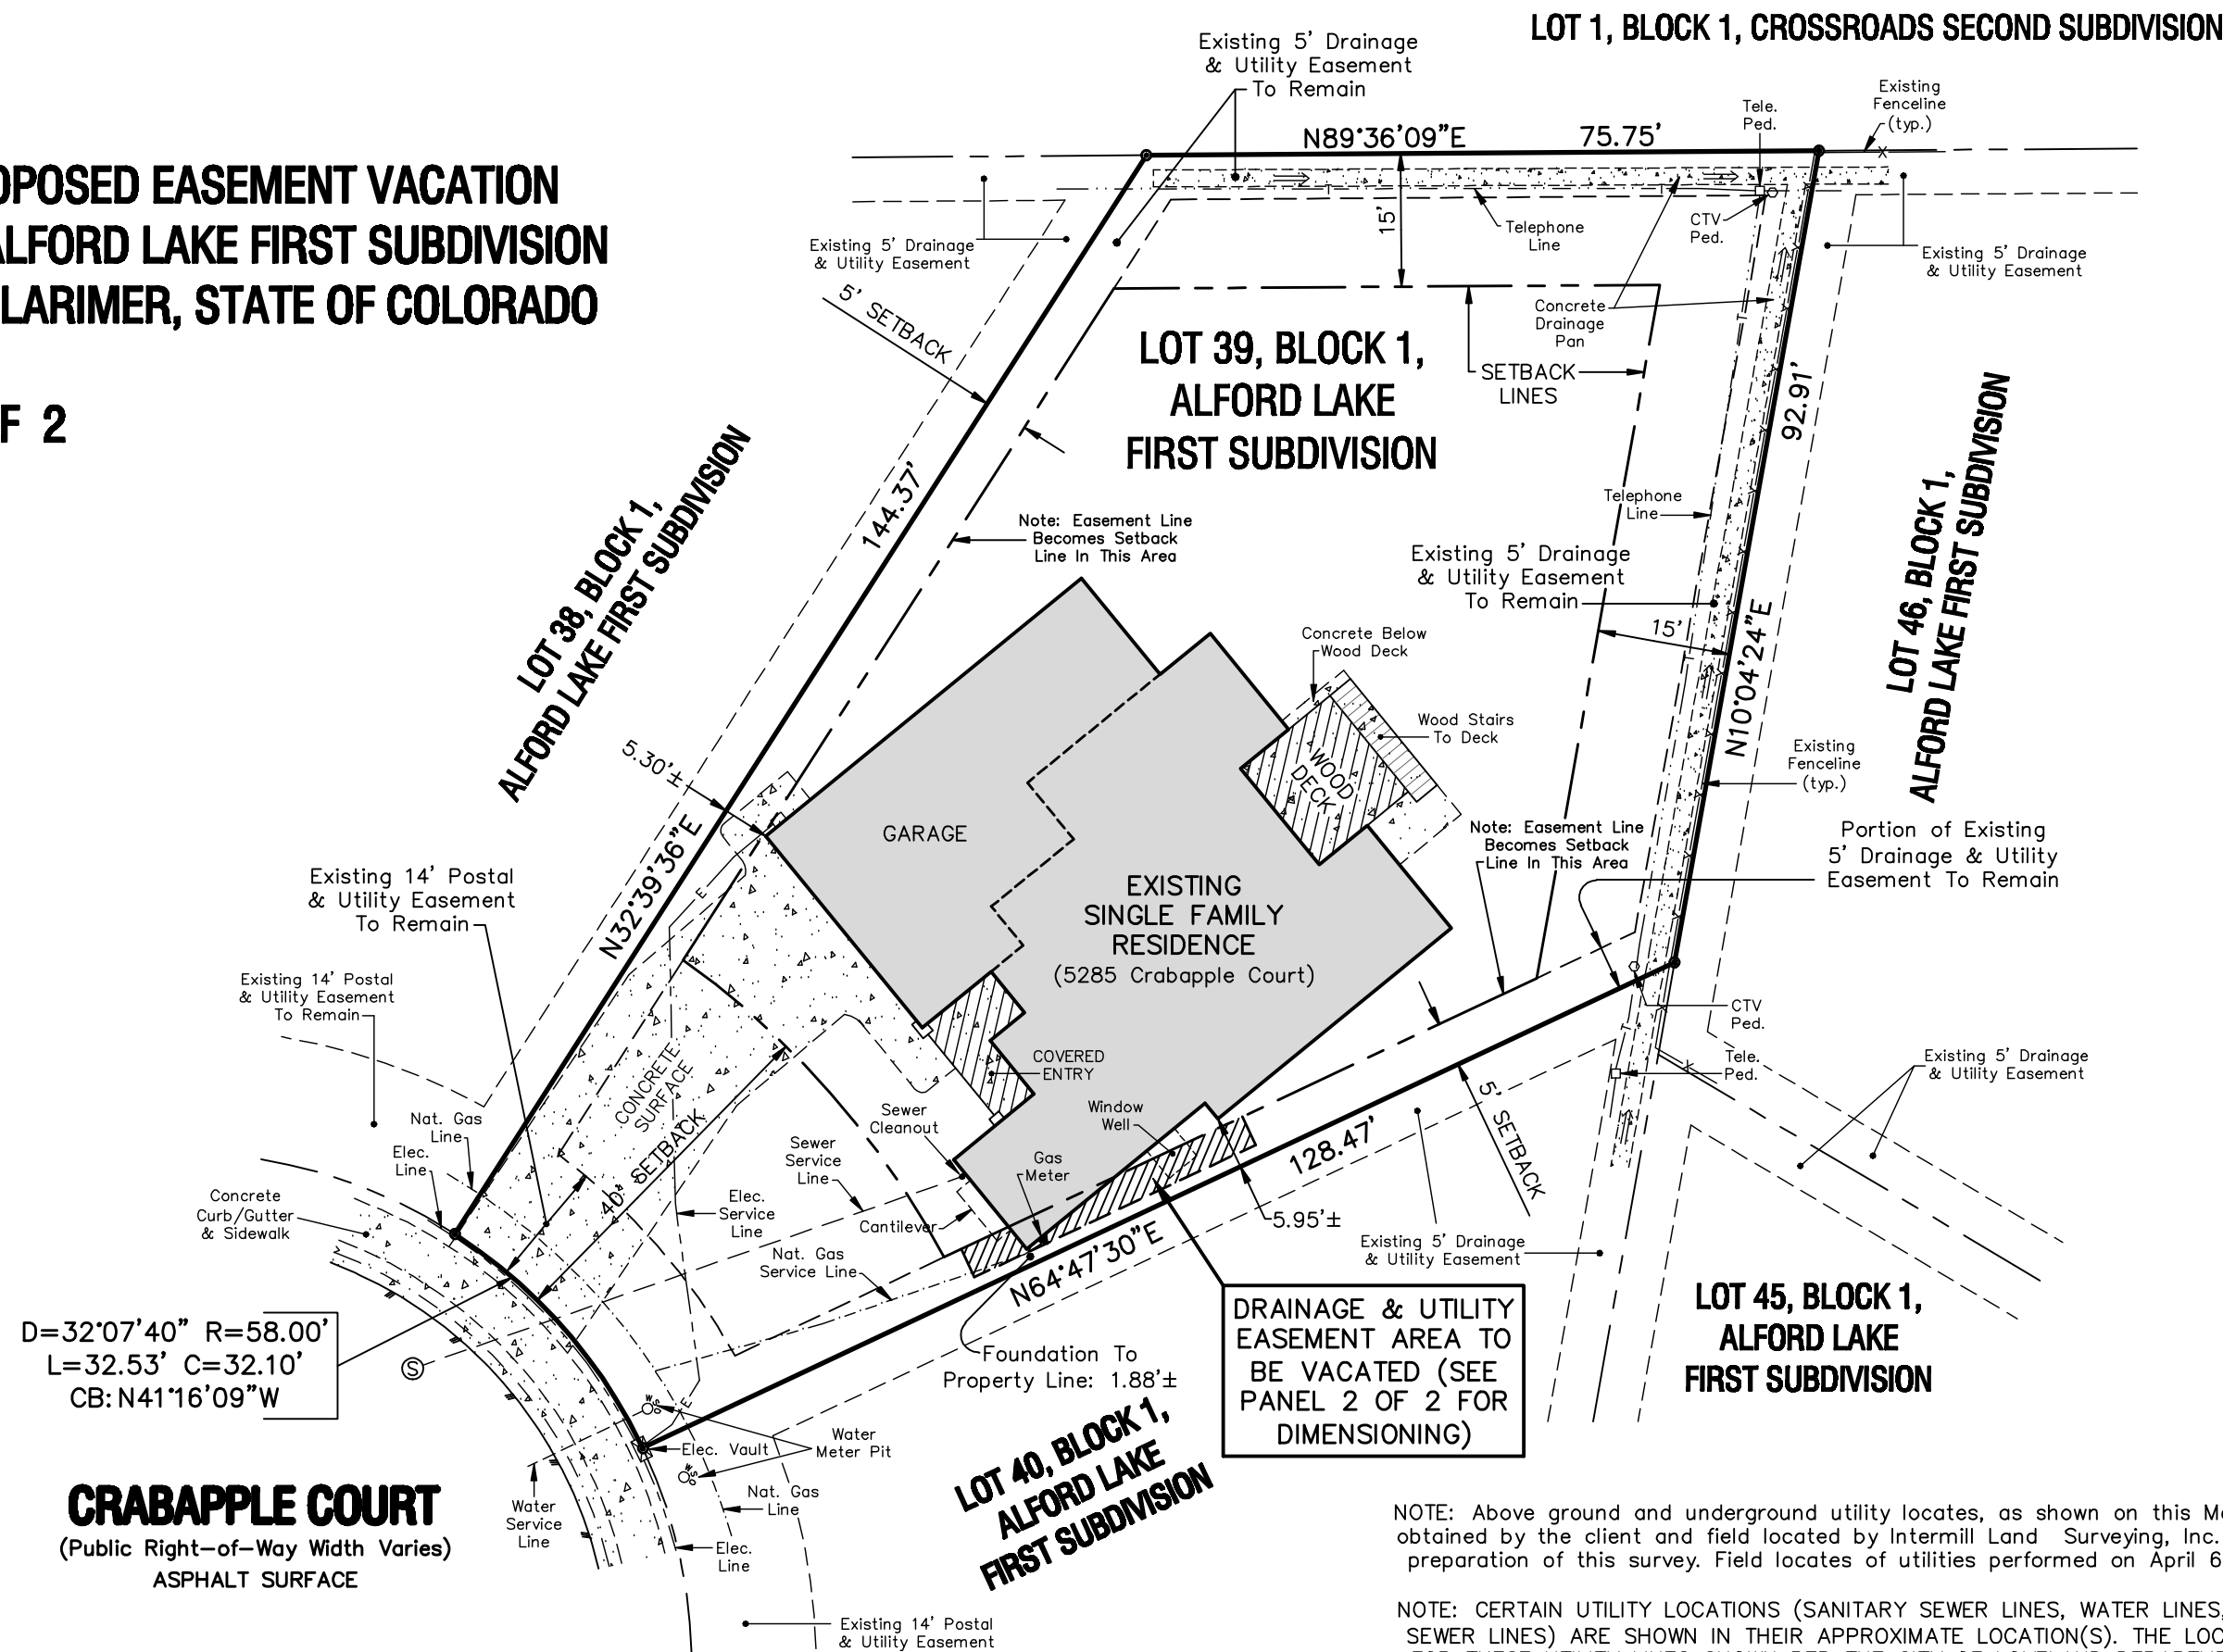 LOT 1, BLOCK 1, CROSSROADS SECOND SUBDIVISION
OPOSED EASEMENT VACATION
ALFORD LAKE FIRST SUBDIVISION
LARIMER, STATE OF COLORADO
F 2
Existing 5' Drainage
& Utility Easement
To Remain
N89°36'09"E
75.75'
Tele.
Ped.
Existing
Fenceline
(typ.)
Existing 5' Drainage
& Utility Easement
15'
Telephone
Line
CTV
Ped.
Existing 5' Drainage
& Utility Easement
5' SETBACK
Concrete
Drainage
Pan
LOT 39, BLOCK 1,
ALFORD LAKE
FIRST SUBDIVISION
SETBACK
LINES
92.91'
144.37'
LOT 38, BLOCK 1,
ALFORD LAKE FIRST SUBDIVISION
LOT 46, BLOCK 1,
ALFORD LAKE FIRST SUBDIVISION
Note: Easement Line
Becomes Setback
Line In This Area
Telephone
Line
Existing 5' Drainage
& Utility Easement
To Remain
15'
N10°04'24"E
Concrete Below
Wood Deck
Wood Stairs
To Deck
WOOD
DECK
Existing
Fenceline
(typ.)
5.30'±
GARAGE
N32°39'36"E
Note: Easement Line
Becomes Setback
Line In This Area
Portion of Existing
5' Drainage & Utility
Easement To Remain
Existing 14' Postal
& Utility Easement
To Remain
EXISTING
SINGLE FAMILY
RESIDENCE
(5285 Crabapple Court)
E
Existing 14' Postal
& Utility Easement
To Remain
CTV
Ped.
Tele.
Ped.
Existing 5' Drainage
& Utility Easement
COVERED
ENTRY
CONCRETE
SURFACE
Nat. Gas
Line
Elec.
Line
40' SETBACK
Sewer
Cleanout
Window
Well
Sewer
Service
Line
Gas
Meter
128.47'
5' SETBACK
Concrete
Curb/Gutter
& Sidewalk
Elec.
Service
Line
Cantilever
5.95'±
Existing 5' Drainage
& Utility Easement
Nat. Gas
Service Line
N64°47'30"E
D=32°07'40" R=58.00'
L=32.53' C=32.10'
CB: N41°16'09"W
S
Foundation To
Property Line: 1.88'±
DRAINAGE & UTILITY
EASEMENT AREA TO
BE VACATED (SEE
PANEL 2 OF 2 FOR
DIMENSIONING)
LOT 45, BLOCK 1,
ALFORD LAKE
FIRST SUBDIVISION
E
Elec. Vault
Water
Meter Pit
LOT 40, BLOCK 1,
ALFORD LAKE
FIRST SUBDIVISION
Water
Service
Line
Nat. Gas
Line
Elec.
Line
CRABAPPLE COURT
(Public Right-of-Way Width Varies)
ASPHALT SURFACE
Existing 14' Postal
& Utility Easement
NOTE: Above ground and underground utility locates, as shown on this
obtained by the client and field located by Intermill Land Surveying, Inc.
preparation of this survey. Field locates of utilities performed on April 6
NOTE: CERTAIN UTILITY LOCATIONS (SANITARY SEWER LINES, WATER LINES,
SEWER LINES) ARE SHOWN IN THEIR APPROXIMATE LOCATION(S). THE LOC